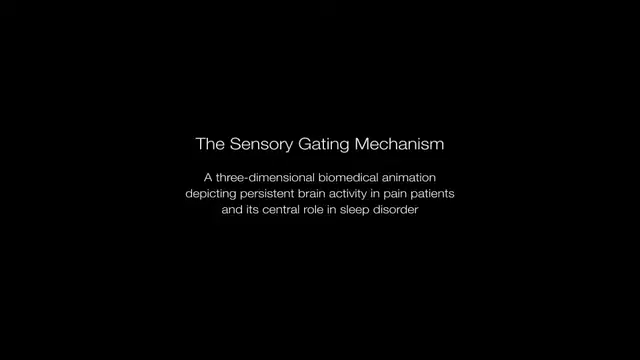 The Sensory Gating Mechanism
A three-dimensional biomedical animation
depicting persistent brain activity in pain patients
and its central role in sleep disorder